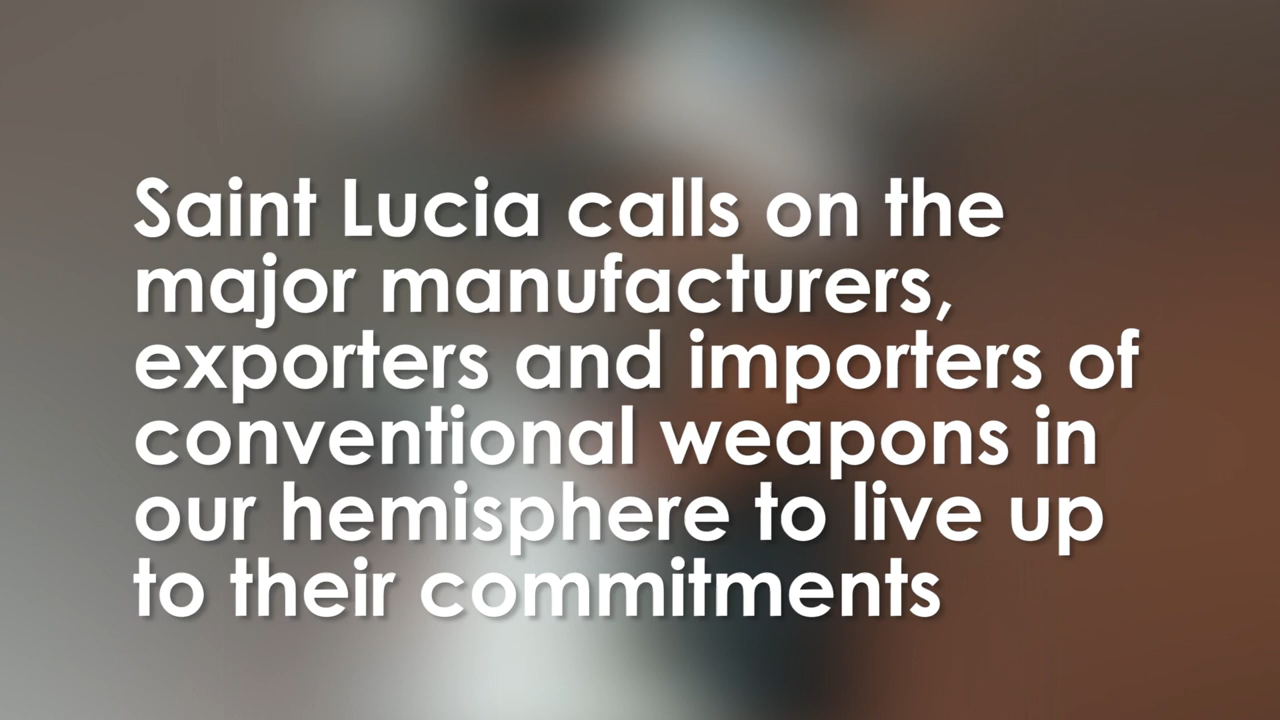 Saint Lucia calls on the
major manufacturers,
exporters and importers of
conventional weapons in
our hemisphere to live up
to their commitments